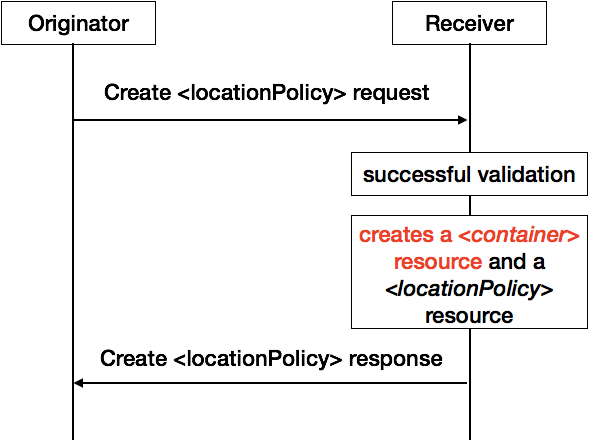 Originator
Receiver
Create <locationPolicy> request
successful validation
creates a <container>
resource and a
<locationPolicy>
resource
Create <locationPolicy> response